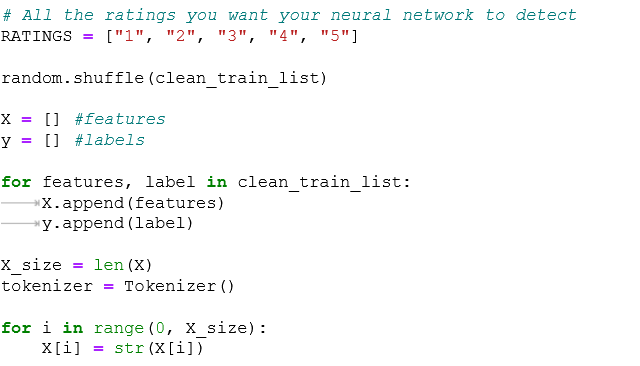 # All the ratings you want your neural network to detect
RATINGS = ["1", "2", "3", "4", "5"]
random.shuffle(clean_train_list)
X = [] #features
y = [] #labels
for features, label in clean_train_list:
X.append(features)
y.append(label)
X_size = len(X)
tokenizer = Tokenizer()
for i in range(0, X_size):
    X[i] = str(X[i])